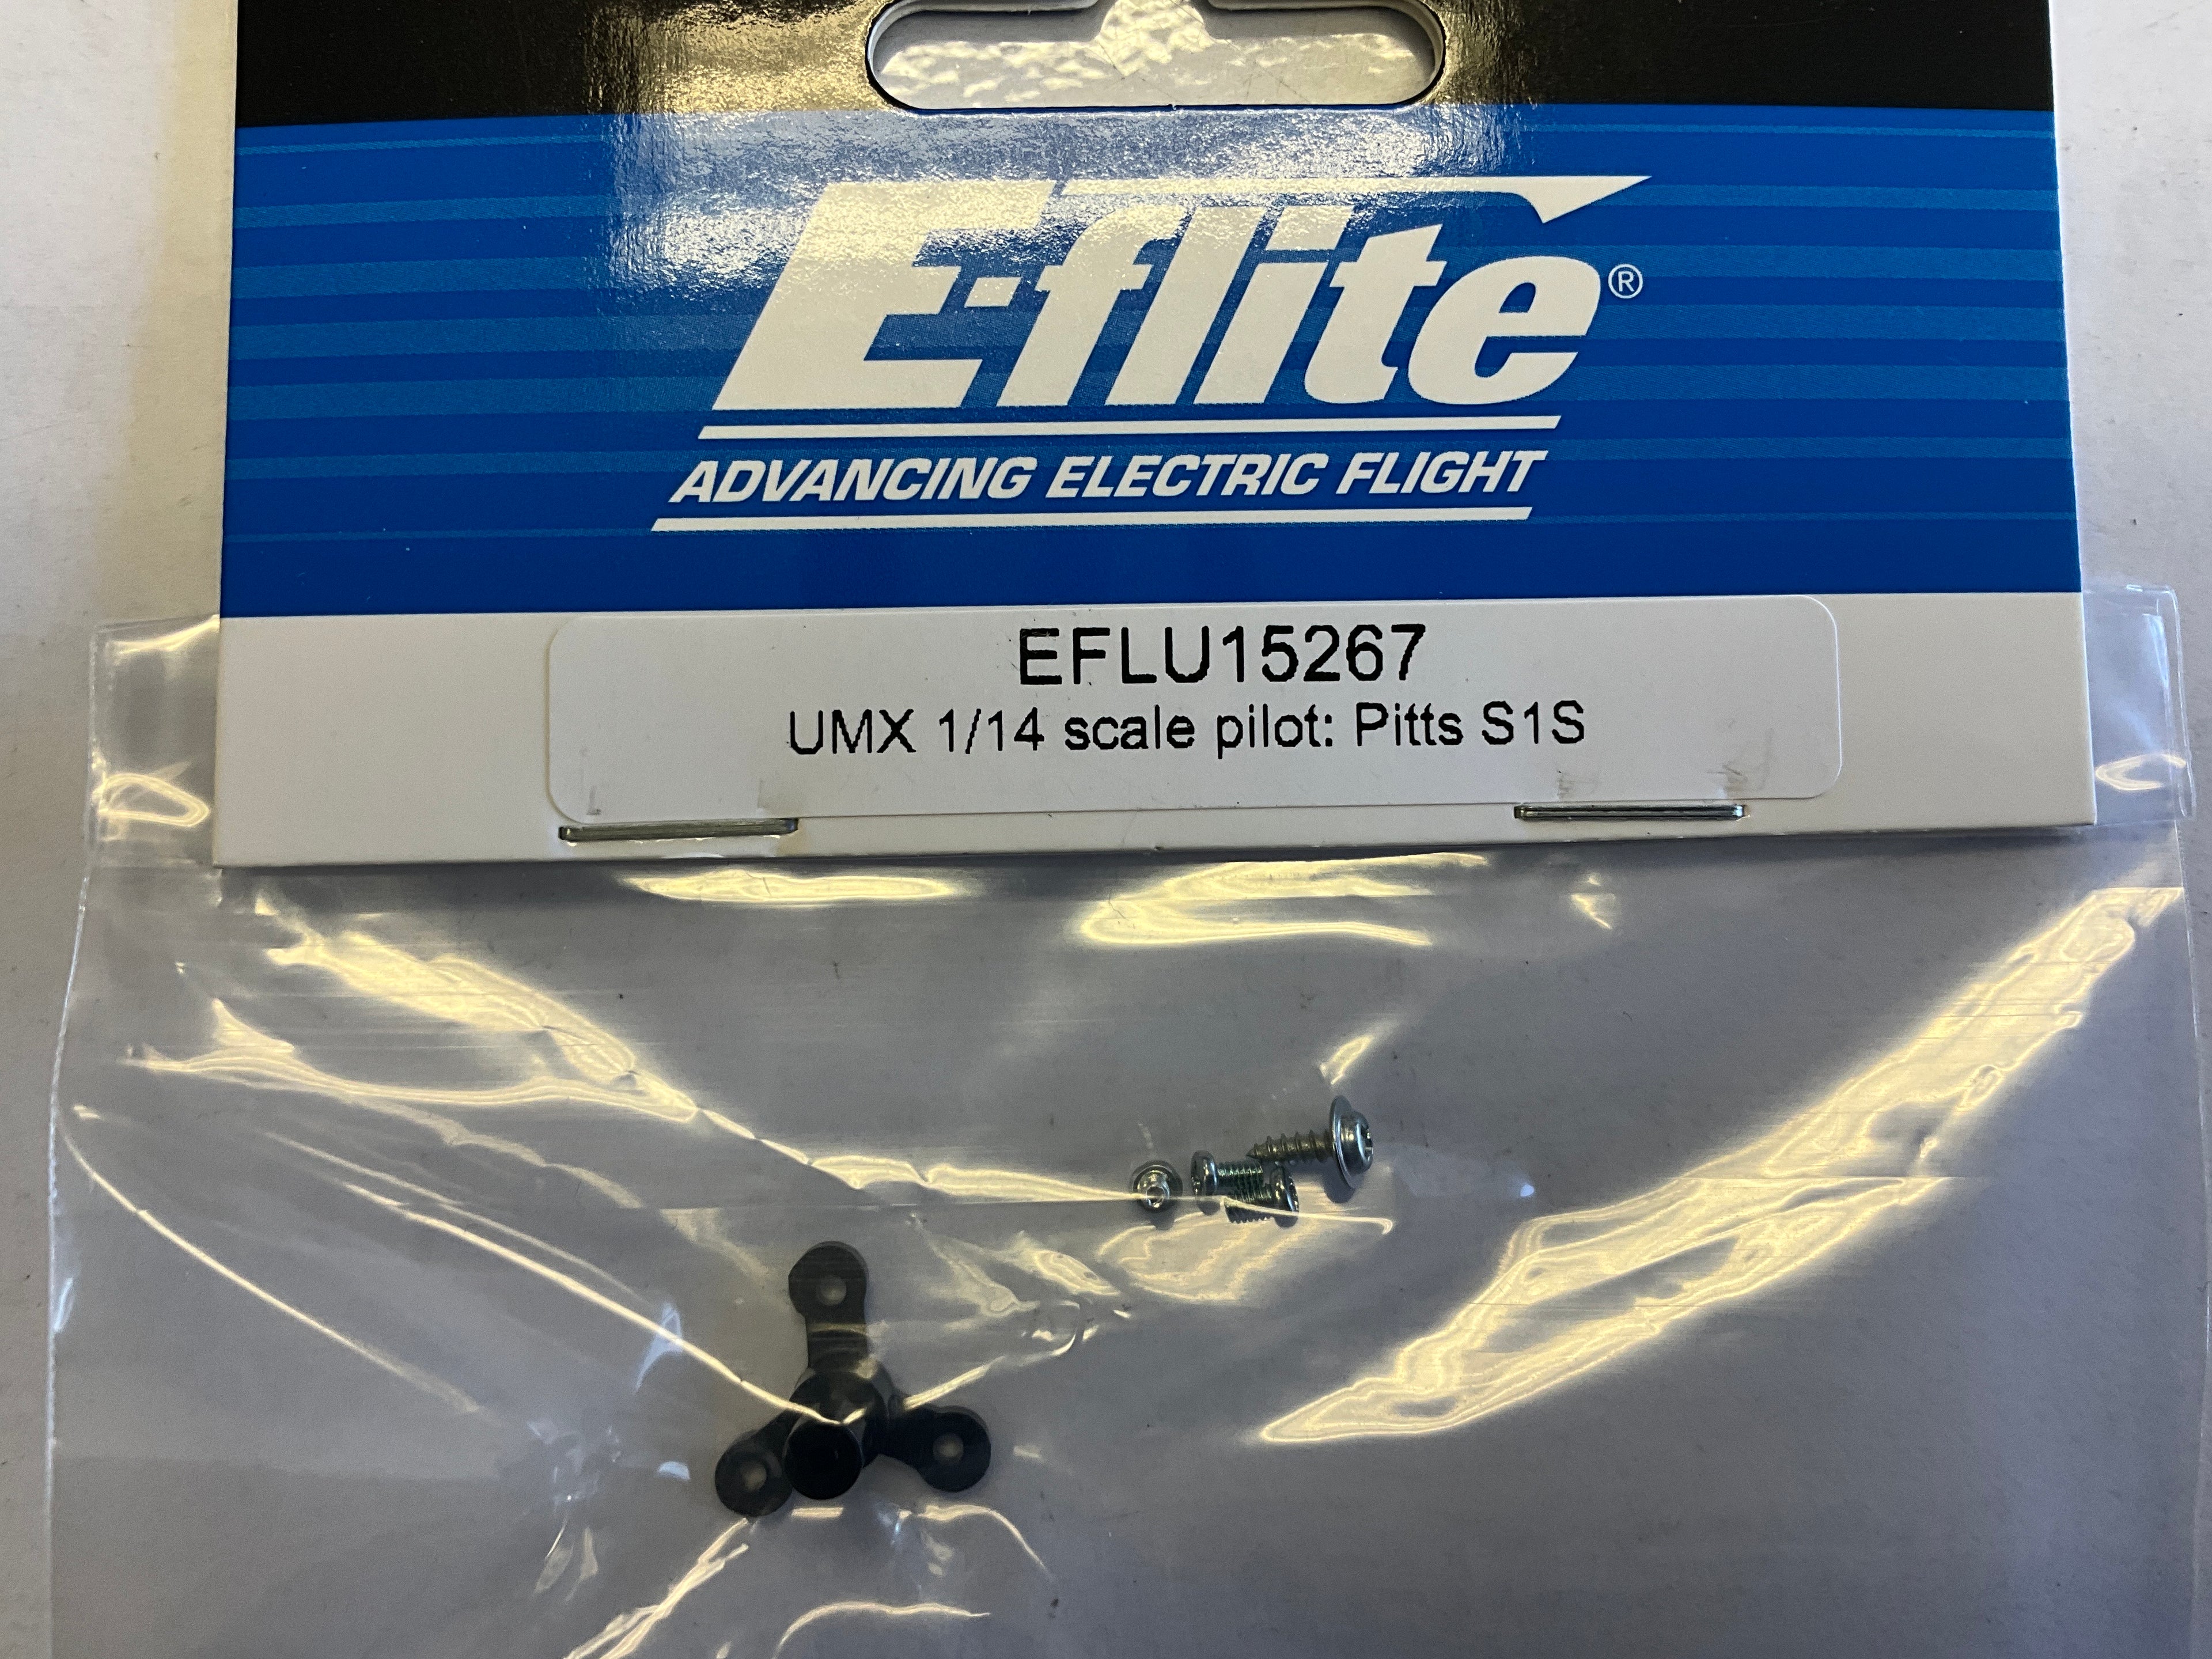 E-flite®
ADVANCING ELECTRIC FLIGHT
EFLU15267
UMX 1/14 scale pilot: Pitts S1S